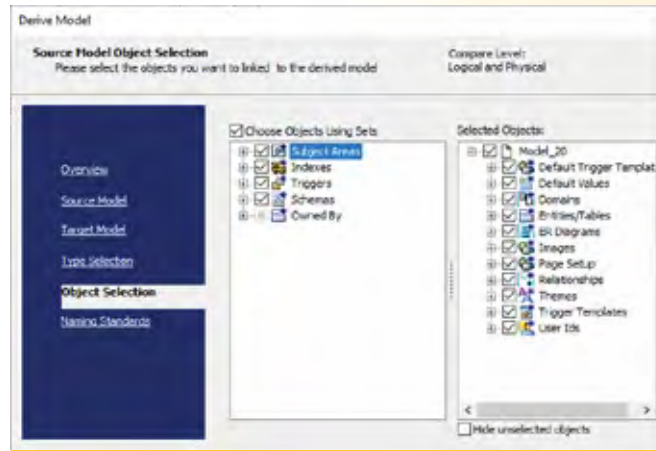 Derive Model
Source Model Object Selection
Please select the objects you want to linked to the derived model
Compare Level:
Logical and Physical
Overview
Source Model
Target Model
Type Selection
Object Selection
Naming Standards
Choose Objects Using Sets
Subject Areas
Indexes
Triggers
Schemas
Owned By
Selected Objects:
Model_20
Default Trigger Templat
Default Values
Domains
Entities/Tables
ER Diagrams
Images
Page Setup
Relationships
Themes
Trigger Templates
User Ids
Hide unselected objects